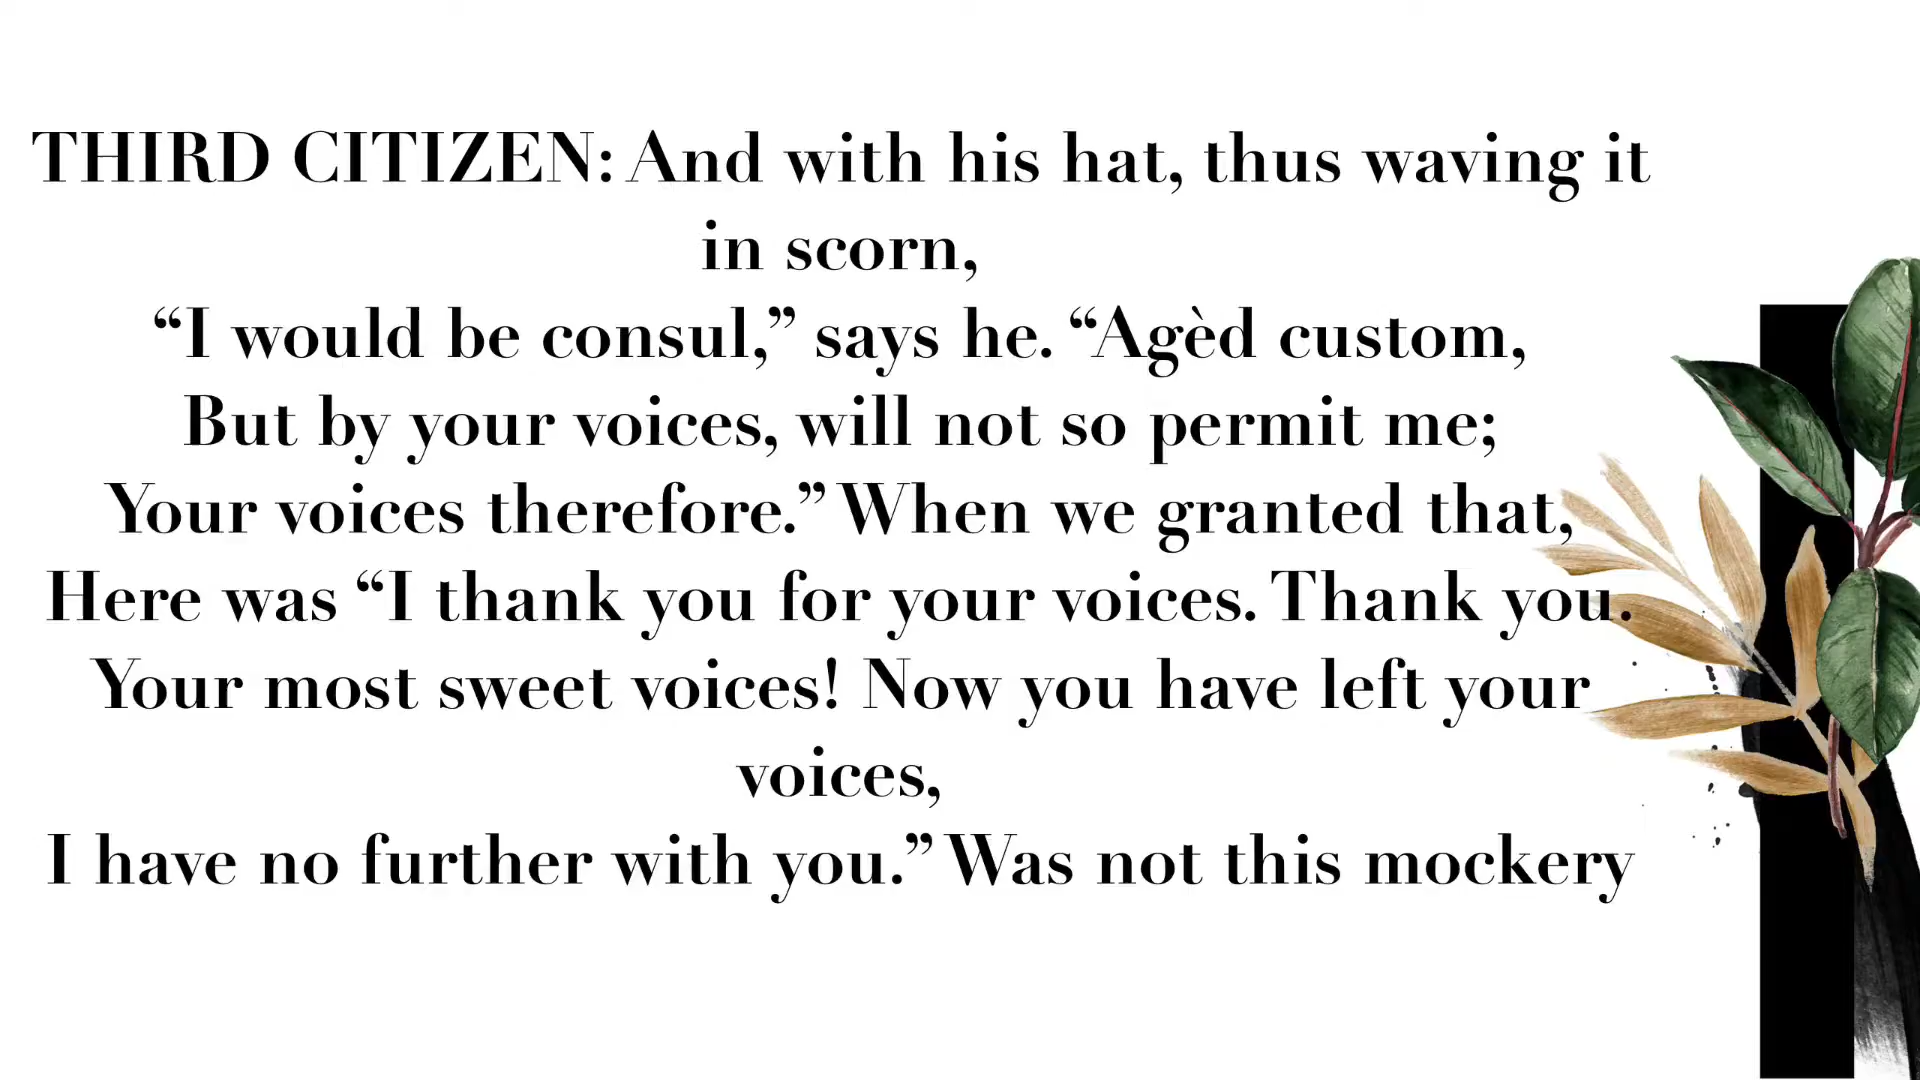 THIRD CITIZEN: And with his hat, thus waving it
in scorn,
“I would be consul,” says he. “Agèd custom,
But by your voices, will not so permit me;
Your voices therefore.” When we granted that,
Here was “I thank you for your voices. Thank you.
Your most sweet voices! Now you have left your
voices,
I have no further with you.” Was not this mockery